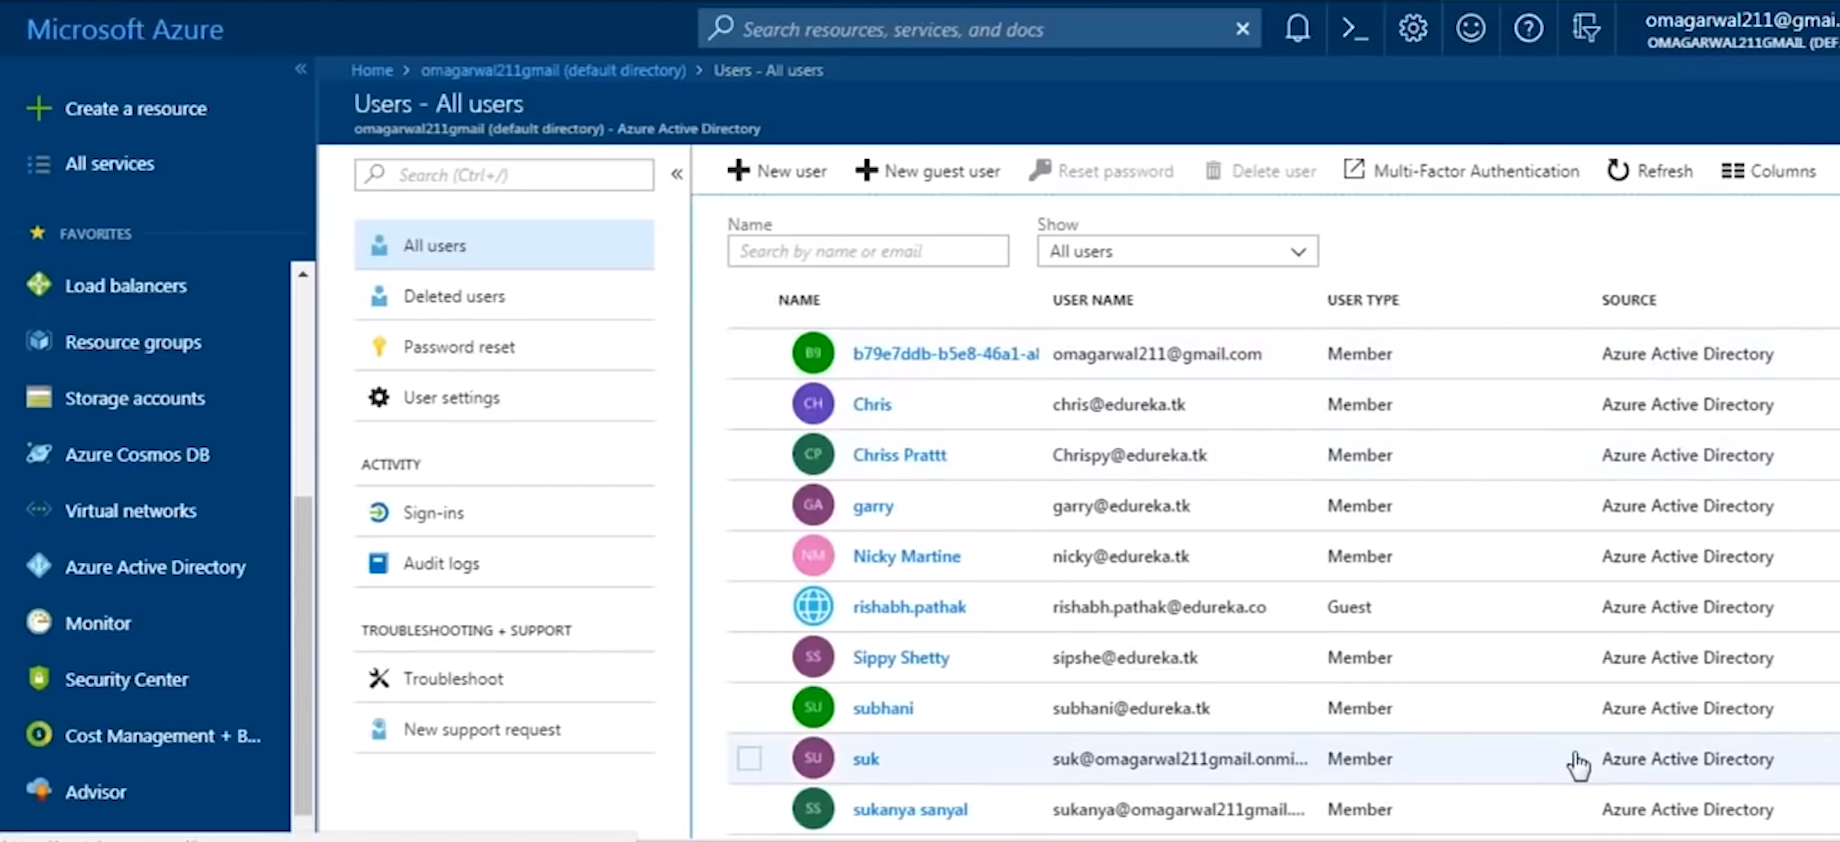 Microsoft Azure
Search resources, services, and docs
omagarwal211@gmai.
OMAGARWAL211GMAIL (DEF
Home > omagarwal211gmail (default directory) > Users - All users
Users - All users
omagarwal211gmail (default directory) - Azure Active Directory
Create a resource
All services
FAVORITES
Load balancers
Resource groups
Storage accounts
Azure Cosmos DB
Virtual networks
Azure Active Directory
Monitor
Security Center
Cost Management + B...
Advisor
Search (Ctrl+/)
All users
Deleted users
Password reset
User settings
ACTIVITY
Sign-ins
Audit logs
TROUBLESHOOTING + SUPPORT
Troubleshoot
New support request
New user New guest user Reset password Delete user Multi-Factor Authentication Refresh Columns
Name Show
Search by name or email All users
NAME USER NAME USER TYPE SOURCE
B9 b79e7ddb-b5e8-46a1-a omagarwal211@gmail.com Member Azure Active Directory
CH Chris chris@edureka.tk Member Azure Active Directory
CP Chriss Prattt Chrispy@edureka.tk Member Azure Active Directory
GA garry garry@edureka.tk Member Azure Active Directory
NM Nicky Martine nicky@edureka.tk Member Azure Active Directory
rishabh.pathak rishabh.pathak@edureka.co Guest Azure Active Directory
SS Sippy Shetty sipshe@edureka.tk Member Azure Active Directory
SU subhani subhani@edureka.tk Member Azure Active Directory
SU suk suk@omagarwal211gmail.onmi... Member Azure Active Directory
SS sukanya sanyal sukanya@omagarwal211gmail.... Member Azure Active Directory